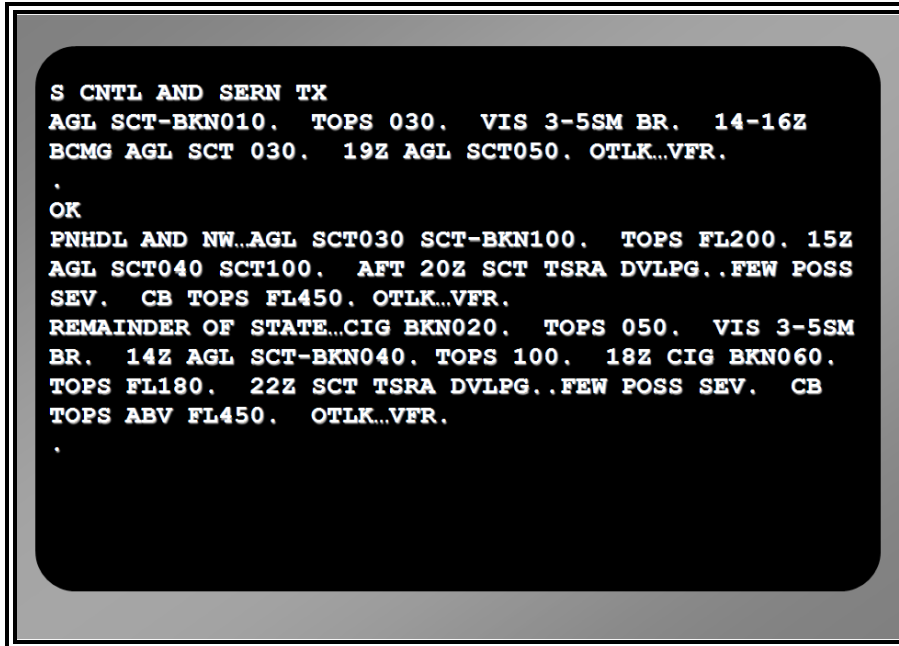 S CNTL AND SERN TX
AGL SCT-BKN010. TOPS 030. VIS 3-5SM BR. 14-16Z
BCMG AGL SCT 030. 19Z AGL SCT050. OTLK…VFR.
.
OK
PNHDL AND NW…AGL SCT030 SCT-BKN100. TOPS FL200. 15Z
AGL SCT040 SCT100. AFT 20Z SCT TSRA DVLPG..FEW POSS
SEV. CB TOPS FL450. OTLK…VFR.
REMAINDER OF STATE…CIG BKN020. TOPS 050. VIS 3-5SM
BR. 14Z AGL SCT-BKN040. TOPS 100. 18Z CIG BKN060.
TOPS FL180. 22Z SCT TSRA DVLPG..FEW POSS SEV. CB
TOPS ABV FL450. OTLK…VFR.
.